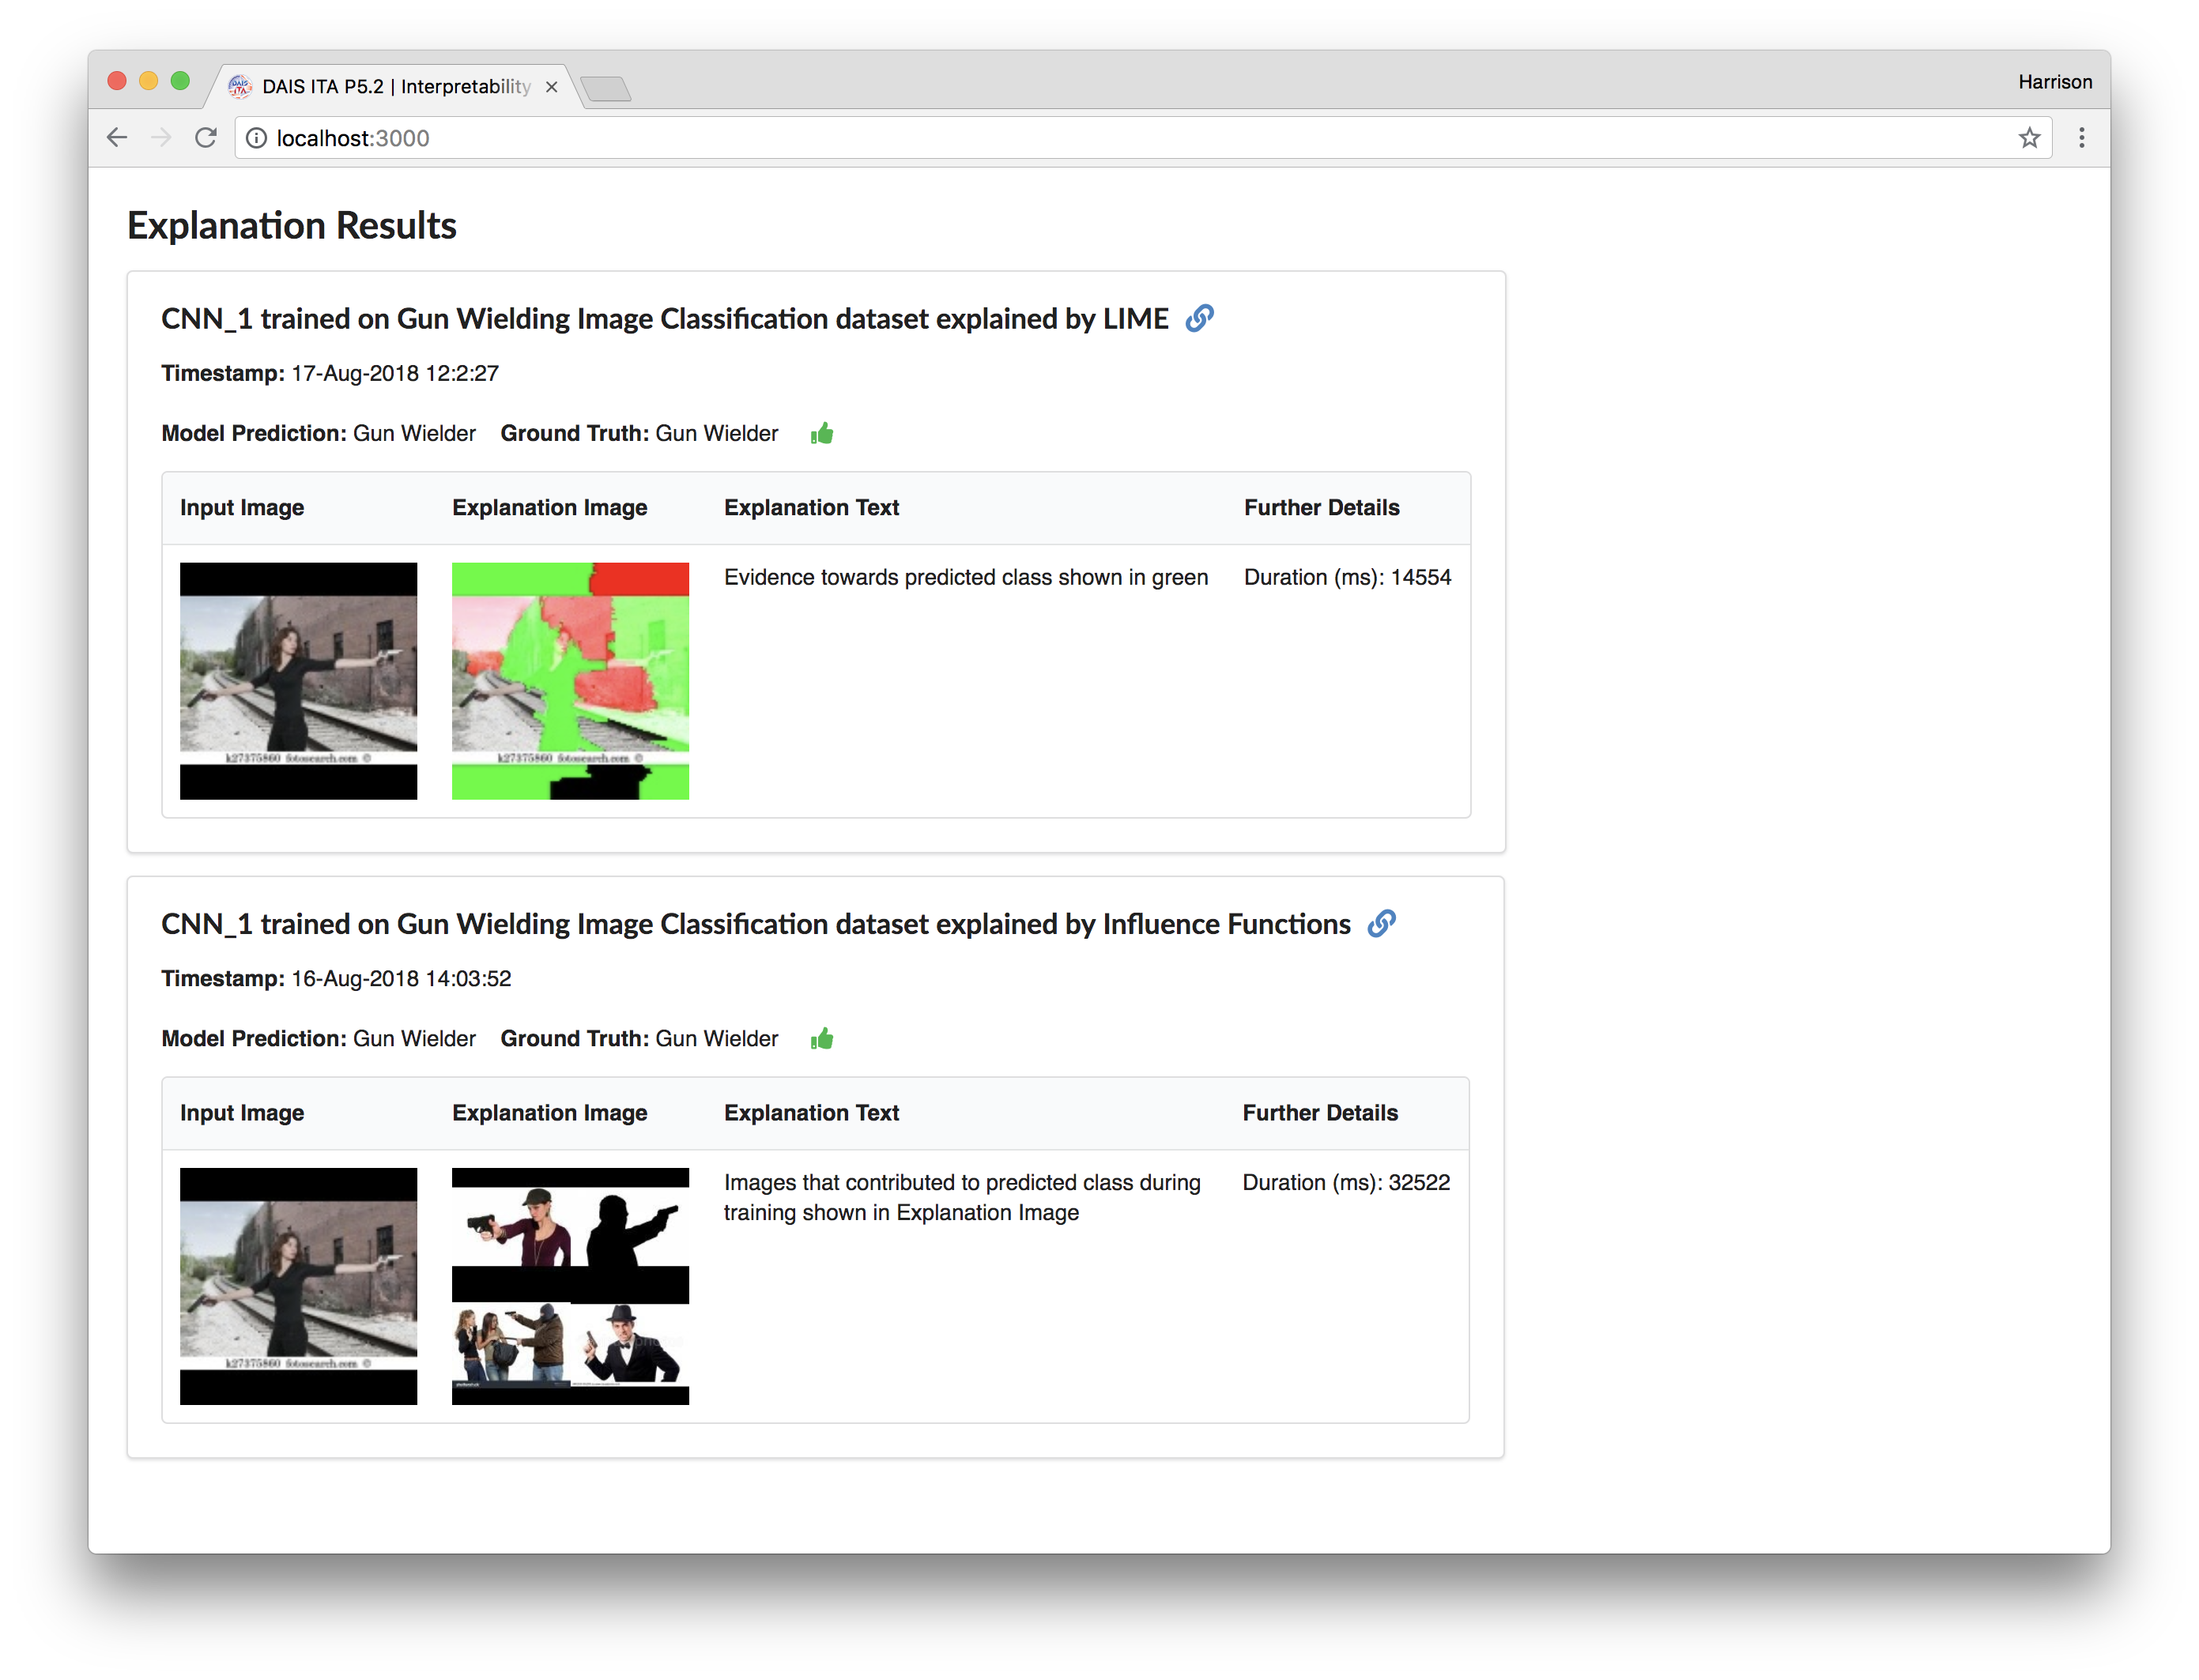 DAIS ITA P5.2 | Interpretability
Harrison
localhost:3000
Explanation Results
CNN_1 trained on Gun Wielding Image Classification dataset explained by LIME
Timestamp: 17-Aug-2018 12:2:27
Model Prediction: Gun Wielder Ground Truth: Gun Wielder
Input Image Explanation Image Explanation Text Further Details
Evidence towards predicted class shown in green Duration (ms): 14554
k27375860 fotosearch.com ©
k27375860 fotosearch.com ©
CNN_1 trained on Gun Wielding Image Classification dataset explained by Influence Functions
Timestamp: 16-Aug-2018 14:03:52
Model Prediction: Gun Wielder Ground Truth: Gun Wielder
Input Image Explanation Image Explanation Text Further Details
Images that contributed to predicted class during Duration (ms): 32522
training shown in Explanation Image
k27375860 fotosearch.com ©